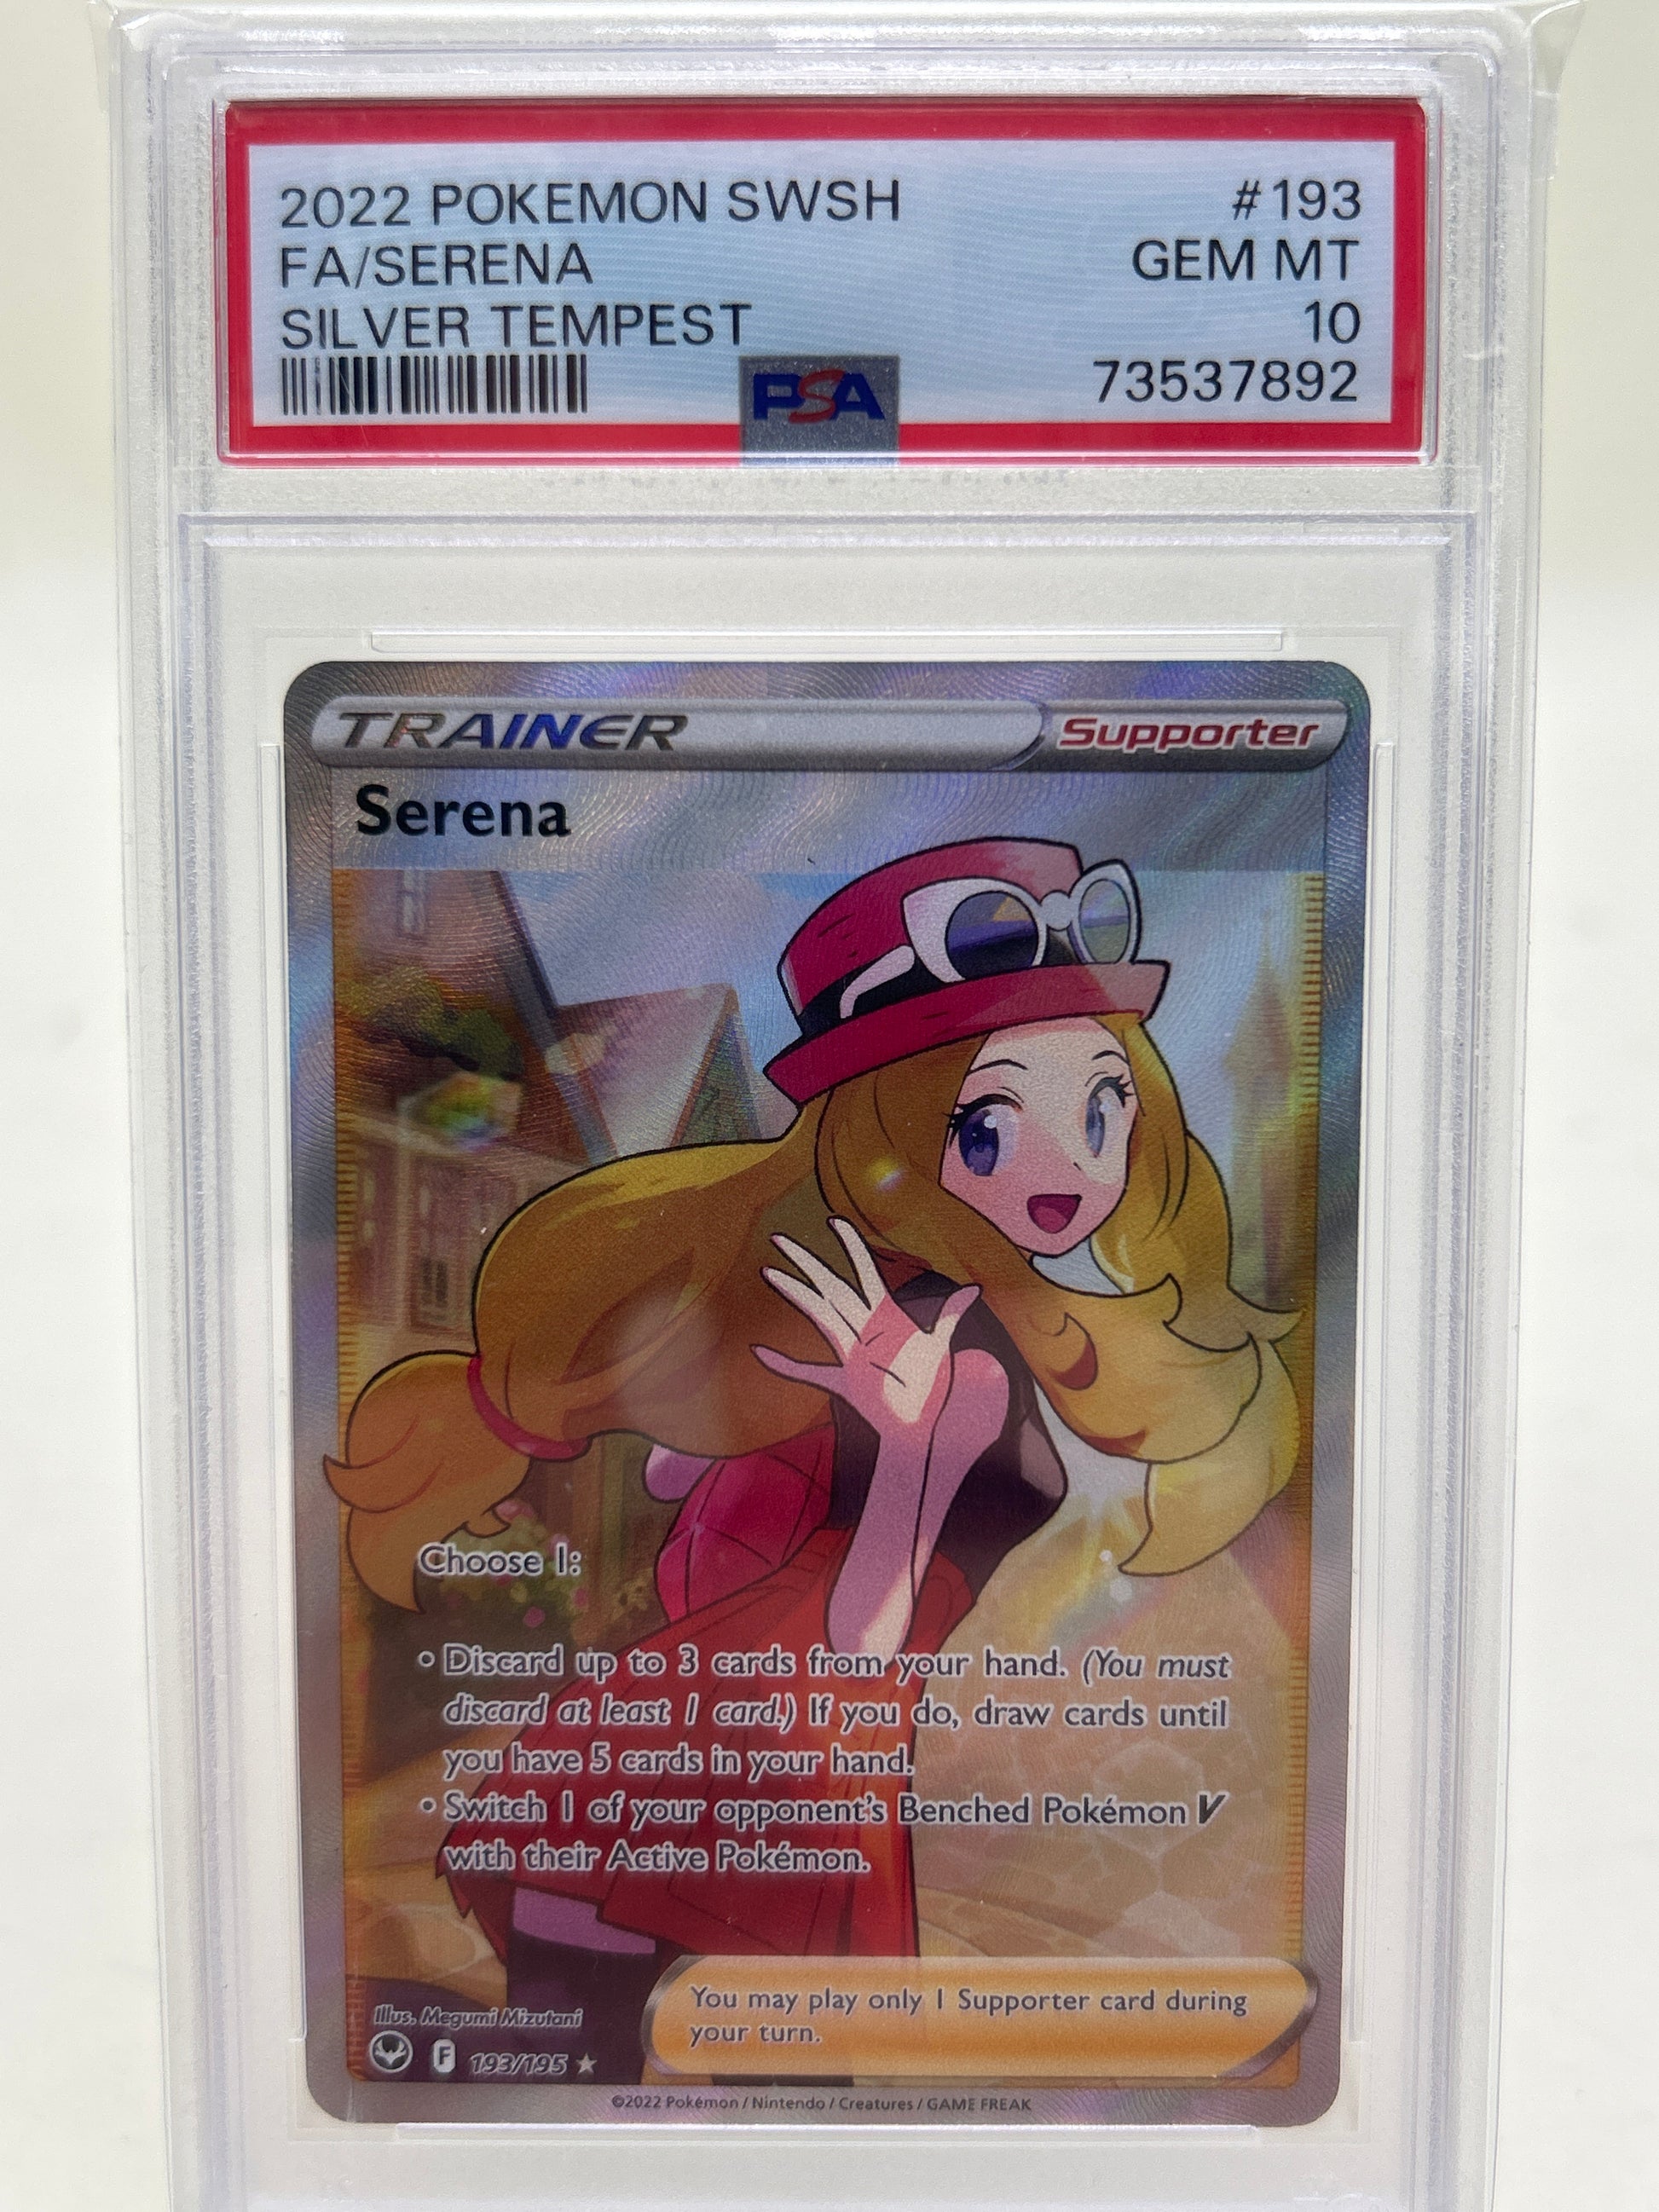 2022 POKEMON SWSH #193
FA/SERENA GEM MT
SILVER TEMPEST 10
PSA 73537892
TRAINER Supporter
Serena
Choose 1:
• Discard up to 3 cards from your hand. (You must
discard at least 1 card.) If you do, draw cards until
you have 5 cards in your hand.
• Switch 1 of your opponent's Benched Pokémon V
with their Active Pokémon.
You may play only 1 Supporter card during
your turn.
Illus. Megumi Mizutani
F 193/195 ★
©2022 Pokémon / Nintendo / Creatures / GAME FREAK